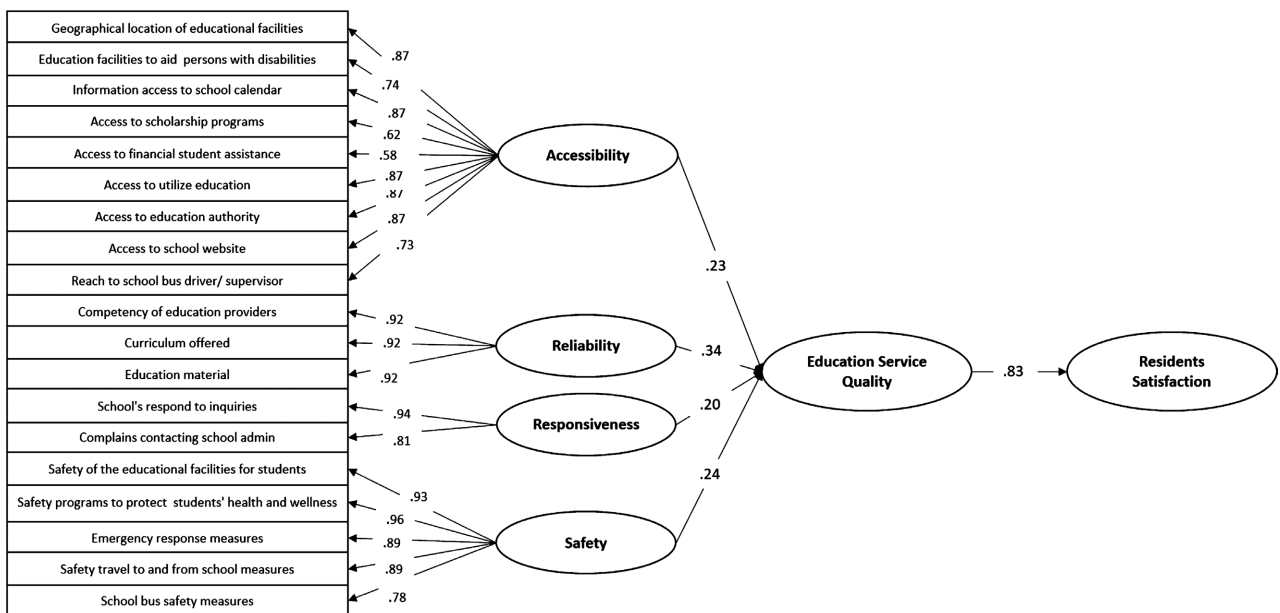 Geographical location of educational facilities
Education facilities to aid persons with disabilities
Information access to school calendar
Access to scholarship programs
Access to financial student assistance
Access to utilize education
Access to education authority
Access to school website
Reach to school bus driver/ supervisor
Competency of education providers
Curriculum offered
Education material
School's respond to inquiries
Complains contacting school admin
Safety of the educational facilities for students
Safety programs to protect students' health and wellness
Emergency response measures
Safety travel to and from school measures
School bus safety measures
.87
.74
.87
.62
.58
.87
.87
.87
.73
.92
.92
.92
.94
.81
.93
.96
.89
.89
.78
Accessibility
Reliability
Responsiveness
Safety
.23
.34
.20
.24
Education Service
Quality
.83
Residents
Satisfaction